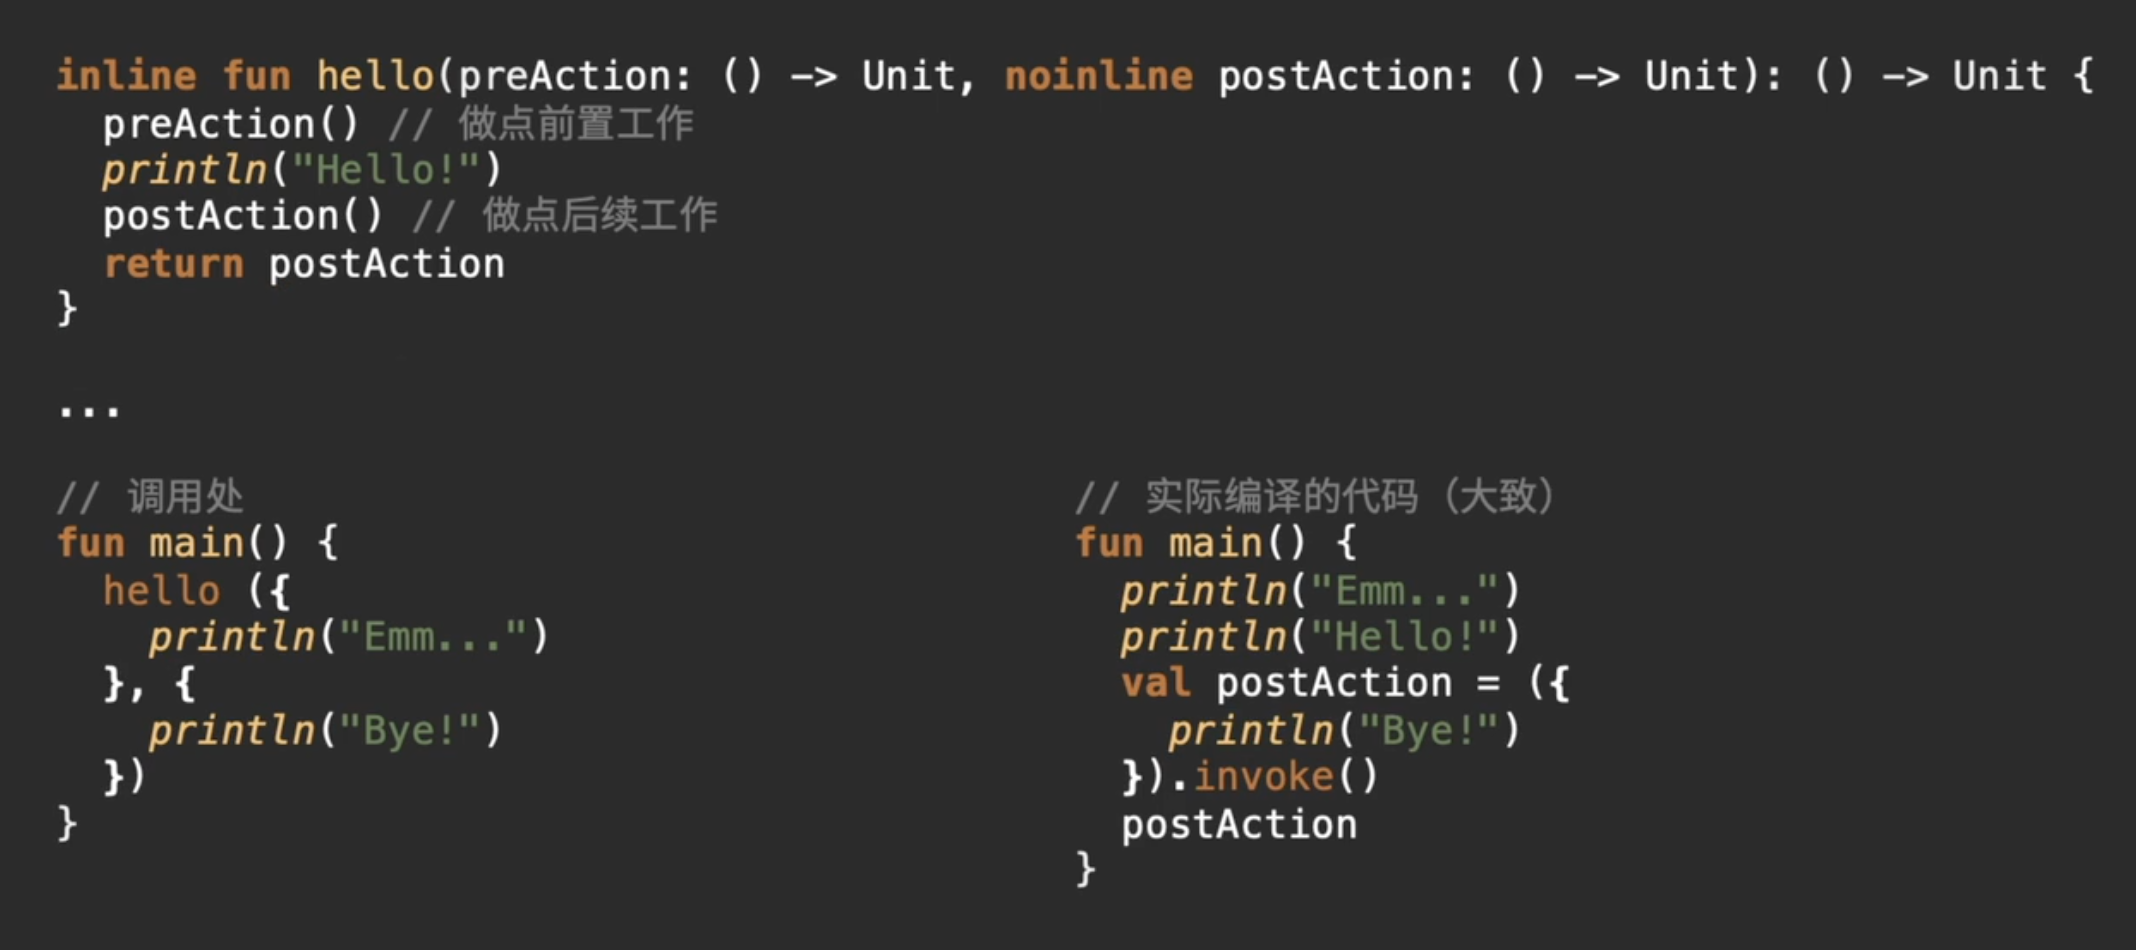 inline fun hello(preAction: () -> Unit, noinline postAction: () -> Unit): () -> Unit {
  preAction() // 做点前置工作
  println("Hello!")
  postAction() // 做点后续工作
  return postAction
}
...
// 调用处
fun main() {
  hello ({
    println("Emm...")
  }, {
    println("Bye!")
  })
}
// 实际编译的代码（大致）
fun main() {
  println("Emm...")
  println("Hello!")
  val postAction = ({
    println("Bye!")
  }).invoke()
  postAction
}